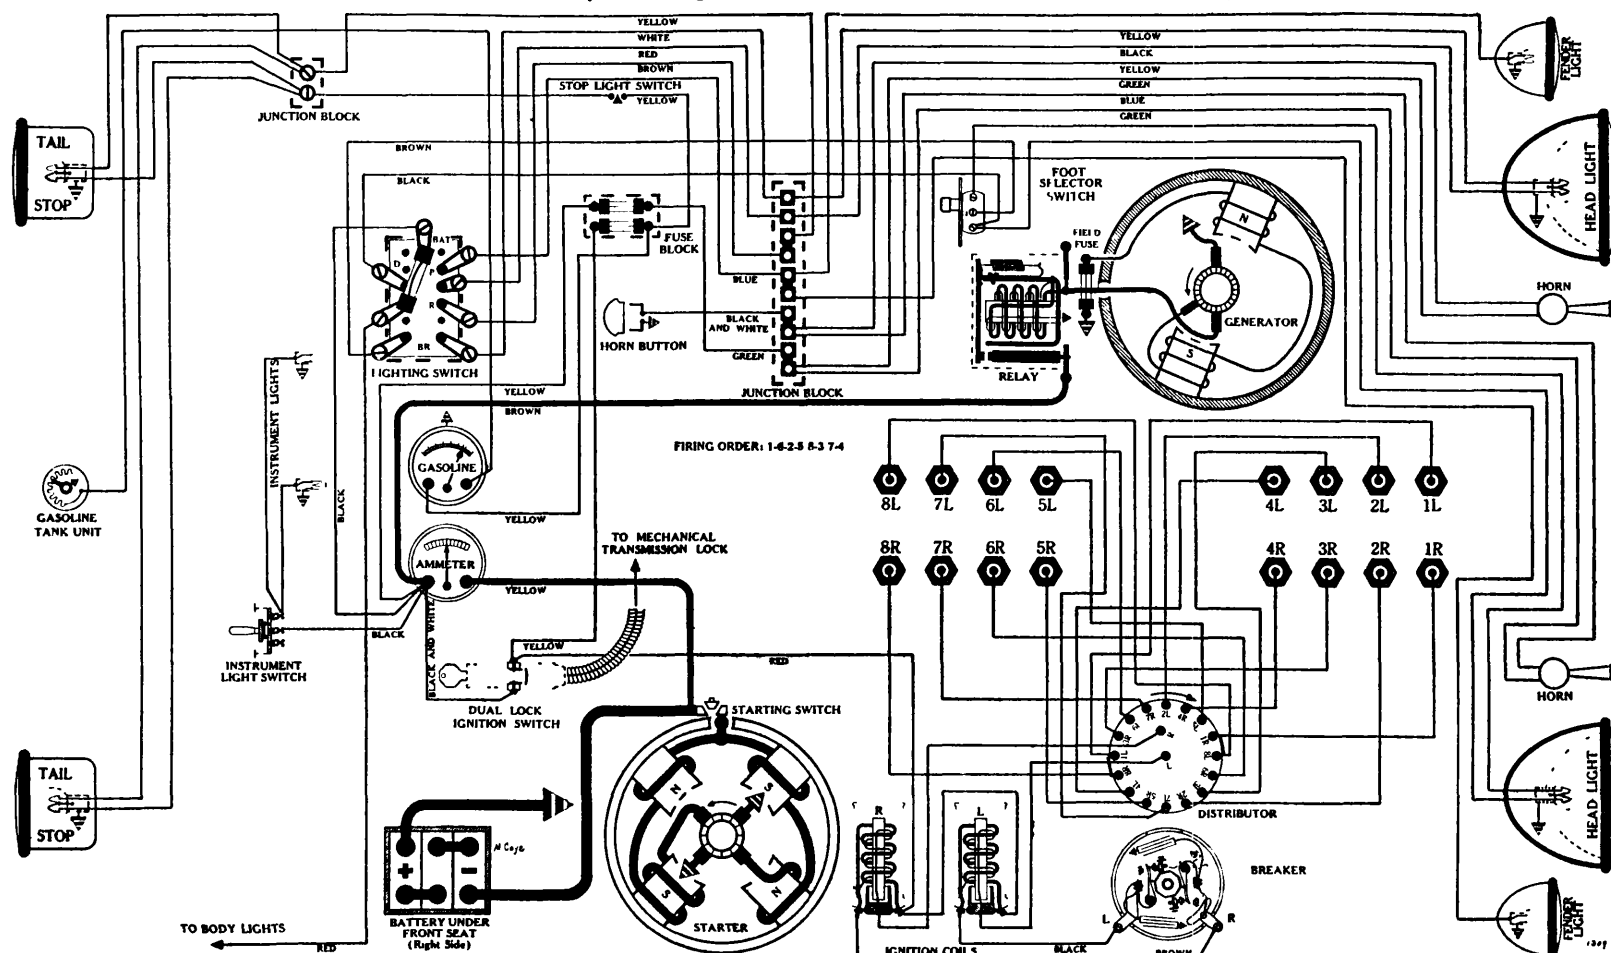 YELLOW
WHITE
RED
BROWN
STOP LIGHT SWITCH
YELLOW
JUNCTION BLOCK
YELLOW
BLACK
YELLOW
GREEN
BLUE
GREEN
FENDER
LIGHT
TAIL
STOP
BROWN
BLACK
FOOT
SELECTOR
SWITCH
HEAD LIGHT
FUSE
BLOCK
FIELD
FUSE
N
BAT
D
P
R
BR
BLUE
HORN
BLACK
AND WHITE
GENERATOR
HORN BUTTON
GREEN
S
LIGHTING SWITCH
RELAY
INSTRUMENT LIGHTS
YELLOW
JUNCTION BLOCK
BROWN
FIRING ORDER: 1-6-2-5 8-3 7-4
GASOLINE
8L 7L 6L 5L
4L 3L 2L 1L
GASOLINE
TANK UNIT
BLACK
YELLOW
TO MECHANICAL
TRANSMISSION LOCK
8R 7R 6R 5R
4R 3R 2R 1R
AMMETER
YELLOW
BLACK
BLACK AND WHITE
YELLOW
RED
INSTRUMENT
LIGHT SWITCH
DUAL LOCK
IGNITION SWITCH
STARTING SWITCH
HORN
TAIL
STOP
N
S
S
N
DISTRIBUTOR
HEAD LIGHT
R
L
+
-
BREAKER
BATTERY UNDER
FRONT SEAT
(Right Side)
STARTER
L
R
TO BODY LIGHTS
RED
IGNITION COILS
BLACK
BROWN
FENDER
LIGHT
1309